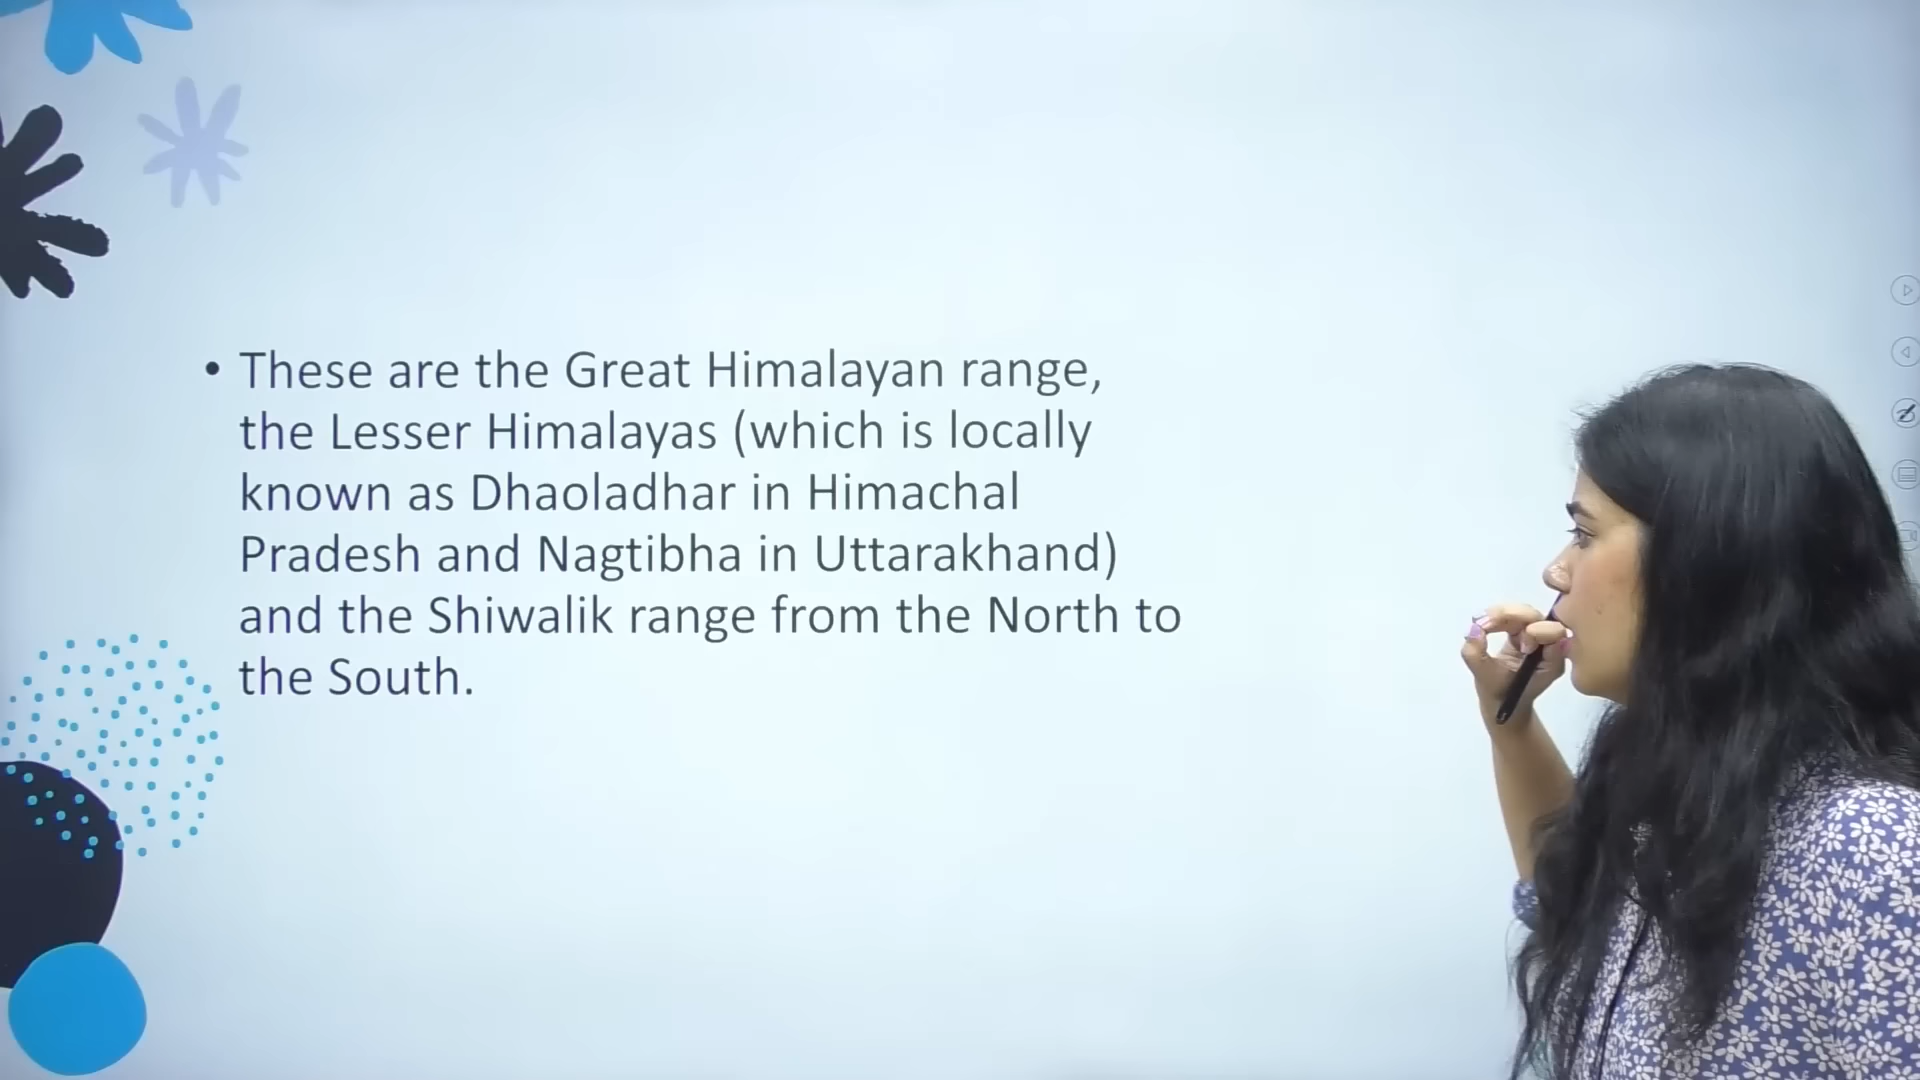 • These are the Great Himalayan range,
the Lesser Himalayas (which is locally
known as Dhaoladhar in Himachal
Pradesh and Nagtibha in Uttarakhand)
and the Shiwalik range from the North to
the South.